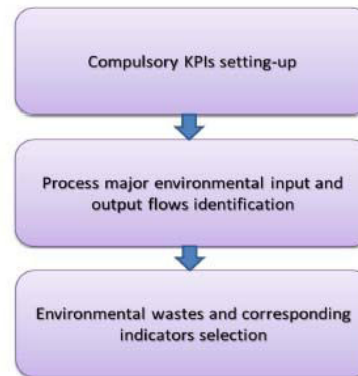 Compulsory KPIs setting-up
Process major environmental input and
output flows identification
Environmental wastes and corresponding
indicators selection